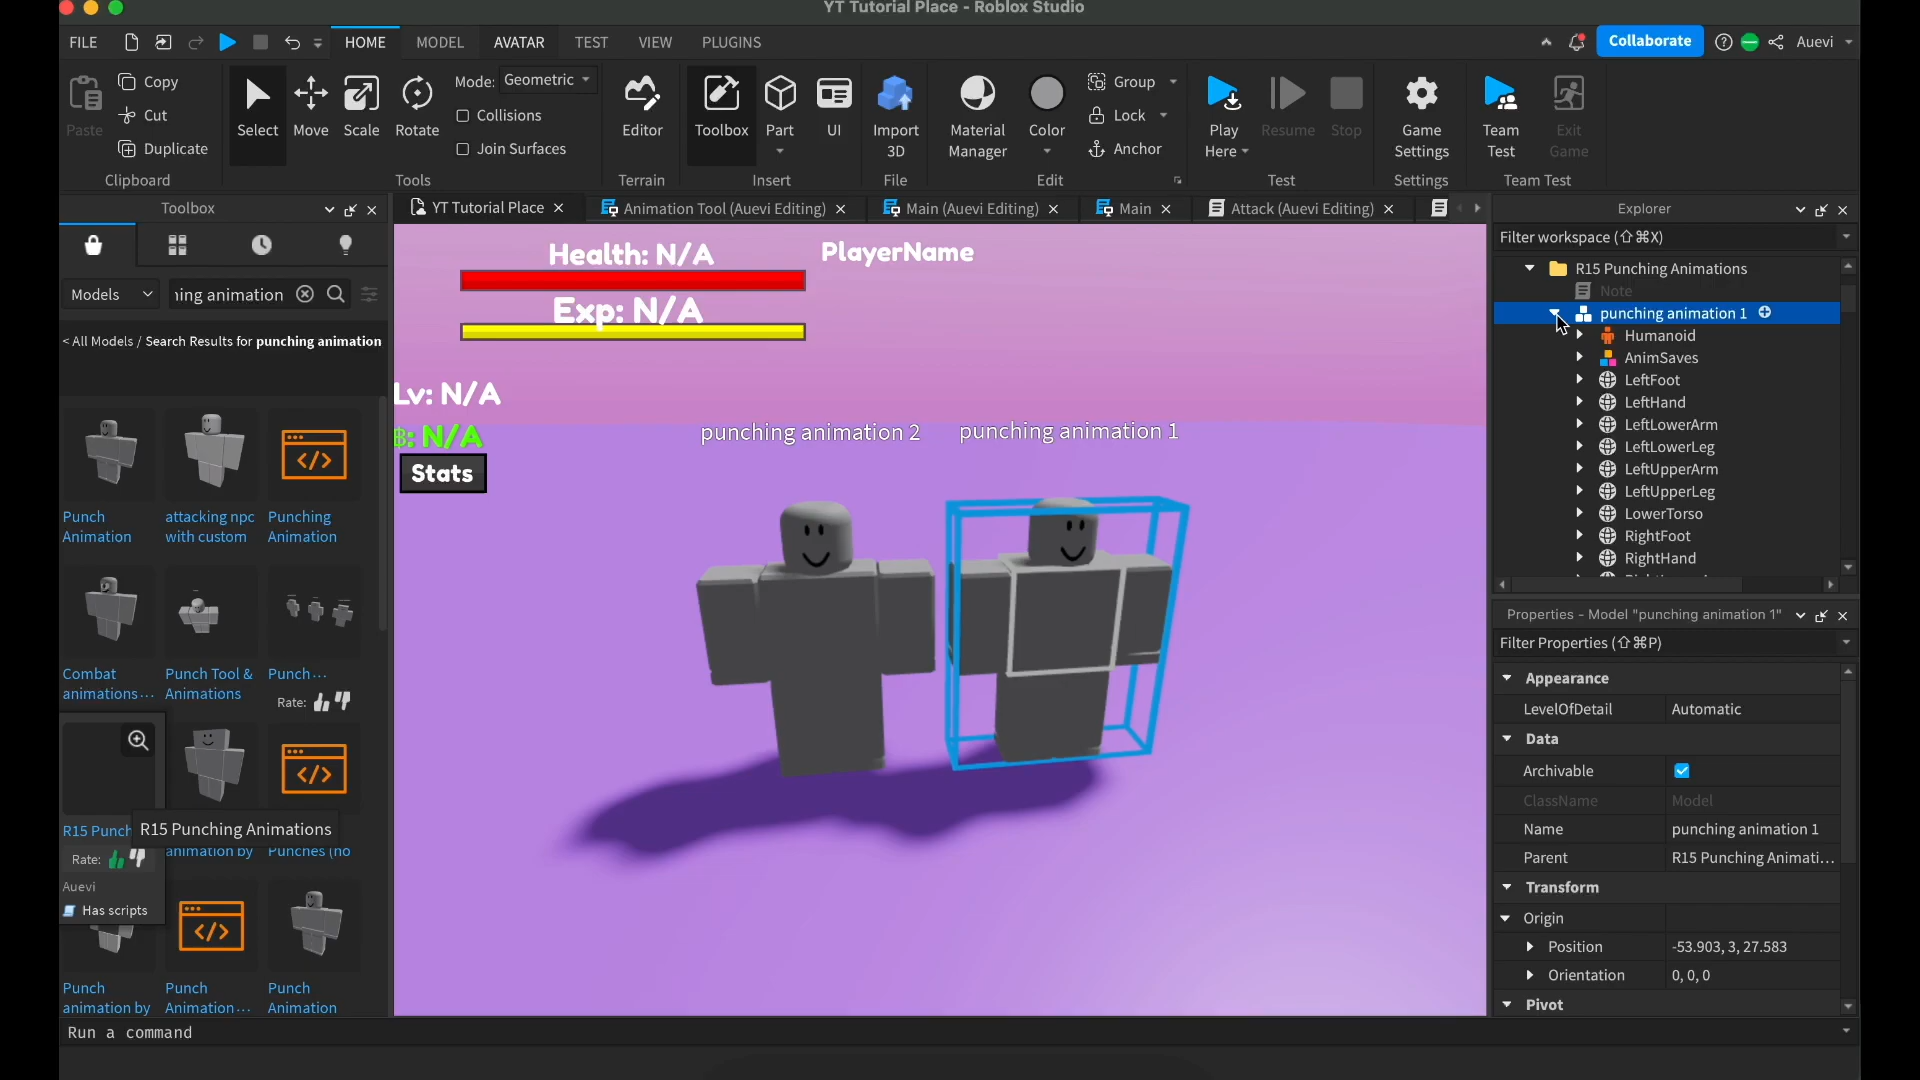 YT Tutorial Place - Roblox Studio
FILE
HOME
MODEL
AVATAR
TEST
VIEW
PLUGINS
Collaborate
Auevi
Paste
Copy
Cut
Duplicate
Clipboard
Select
Move
Scale
Rotate
Mode: Geometric
Collisions
Join Surfaces
Tools
Editor
Terrain
Toolbox
Part
UI
Insert
Import
3D
File
Material
Manager
Color
Group
Lock
Anchor
Edit
Play
Here
Resume
Stop
Test
Game
Settings
Settings
Team
Test
Exit
Game
Team Test
Toolbox
YT Tutorial Place
Animation Tool (Auevi Editing)
Main (Auevi Editing)
Main
Attack (Auevi Editing)
Explorer
Models
ing animation
< All Models / Search Results for punching animation
Punch
Animation
attacking npc
with custom
Punching
Animation
Combat
animations...
Punch Tool &
Animations
Punch...
Rate:
R15 Punch
R15 Punching Animations
animation by
Punches (no
Rate:
Auevi
Has scripts
Punch
animation by
Punch
Animation...
Punch
Animation
Health: N/A
PlayerName
Exp: N/A
Lv: N/A
: N/A
Stats
punching animation 2
punching animation 1
Filter workspace (⇧⌘X)
R15 Punching Animations
Note
punching animation 1
Humanoid
AnimSaves
LeftFoot
LeftHand
LeftLowerArm
LeftLowerLeg
LeftUpperArm
LeftUpperLeg
LowerTorso
RightFoot
RightHand
Properties - Model "punching animation 1"
Filter Properties (⇧⌘P)
Appearance
LevelOfDetail Automatic
Data
Archivable
ClassName Model
Name punching animation 1
Parent R15 Punching Animati...
Transform
Origin
Position -53.903, 3, 27.583
Orientation 0, 0, 0
Pivot
Run a command